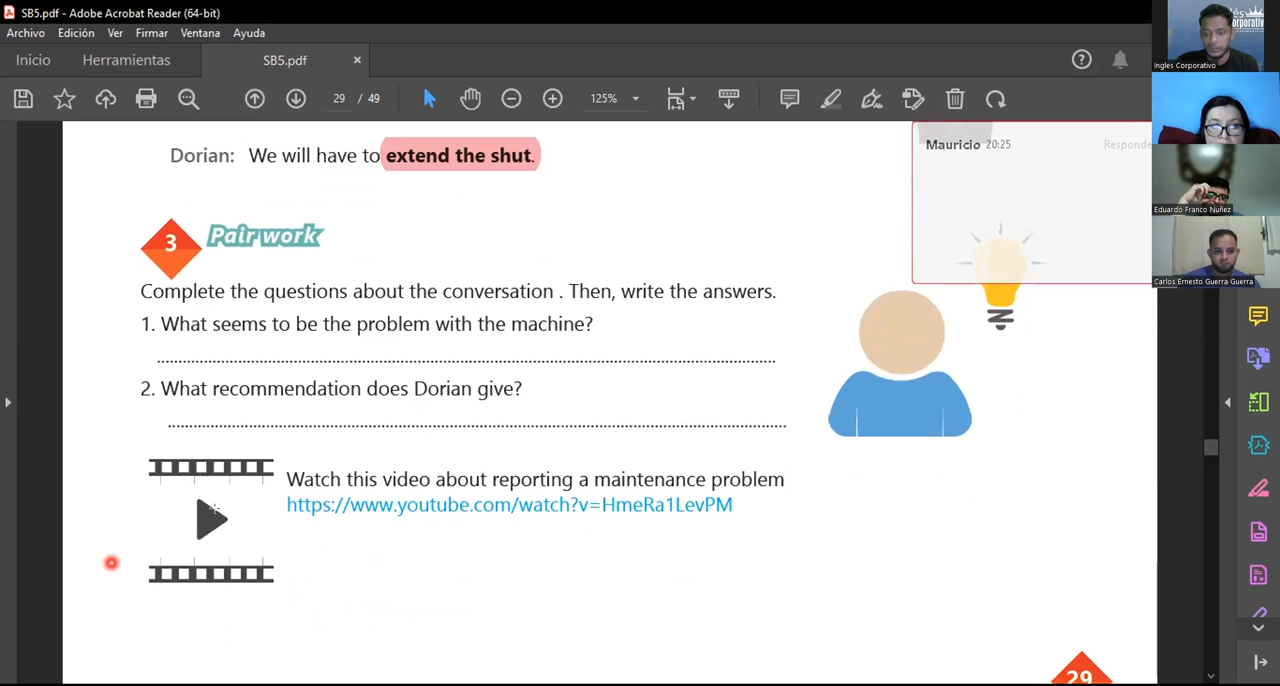 SB5.pdf - Adobe Acrobat Reader (64-bit)
Archivo Edición Ver Firmar Ventana Ayuda
Inicio Herramientas SB5.pdf ×
29 / 49 125%
Dorian: We will have to extend the shut.
Mauricio 20:25 Responde
3 Pair work
Complete the questions about the conversation . Then, write the answers.
1. What seems to be the problem with the machine?
2. What recommendation does Dorian give?
Watch this video about reporting a maintenance problem
https://www.youtube.com/watch?v=HmeRa1LevPM
29
Ingles Corporativo
Eduardo Franco Nuñez
Carlos Ernesto Guerra Guerra